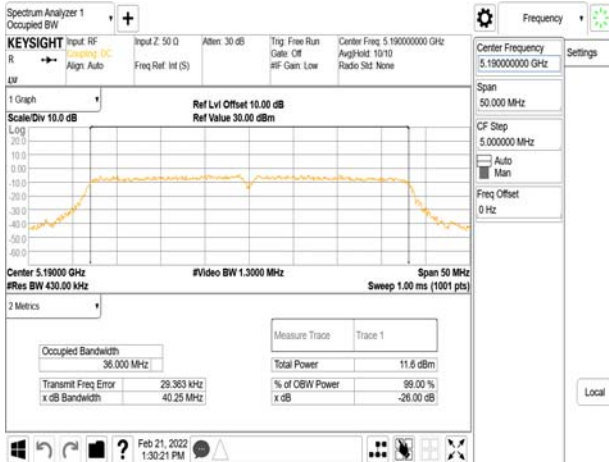 Spectrum Analyzer 1
Occupied BW
Frequency
KEYSIGHT
Input: RF
Coupling: DC
Align: Auto
Input Z: 50 Ω
Freq Ref: Int (S)
Atten: 30 dB
Trig: Free Run
Gate: Off
#IF Gain: Low
Center Freq: 5.190000000 GHz
Avg|Hold: 10/10
Radio Std: None
R
Center Frequency
5.190000000 GHz
Settings
Span
50.000 MHz
CF Step
5.000000 MHz
Auto
Man
Freq Offset
0 Hz
Local
1 Graph
Scale/Div 10.0 dB
Ref Lvl Offset 10.00 dB
Ref Value 30.00 dBm
Log
20.0
10.0
0.00
-10.0
-20.0
-30.0
-40.0
-50.0
-60.0
Center 5.19000 GHz
#Video BW 1.3000 MHz
Span 50 MHz
#Res BW 430.00 kHz
Sweep 1.00 ms (1001 pts)
2 Metrics
Measure Trace
Trace 1
Occupied Bandwidth
36.000 MHz
Total Power
11.6 dBm
Transmit Freq Error
29.363 kHz
% of OBW Power
99.00 %
x dB Bandwidth
40.25 MHz
x dB
-26.00 dB
?
Feb 21, 2022
1:30:21 PM